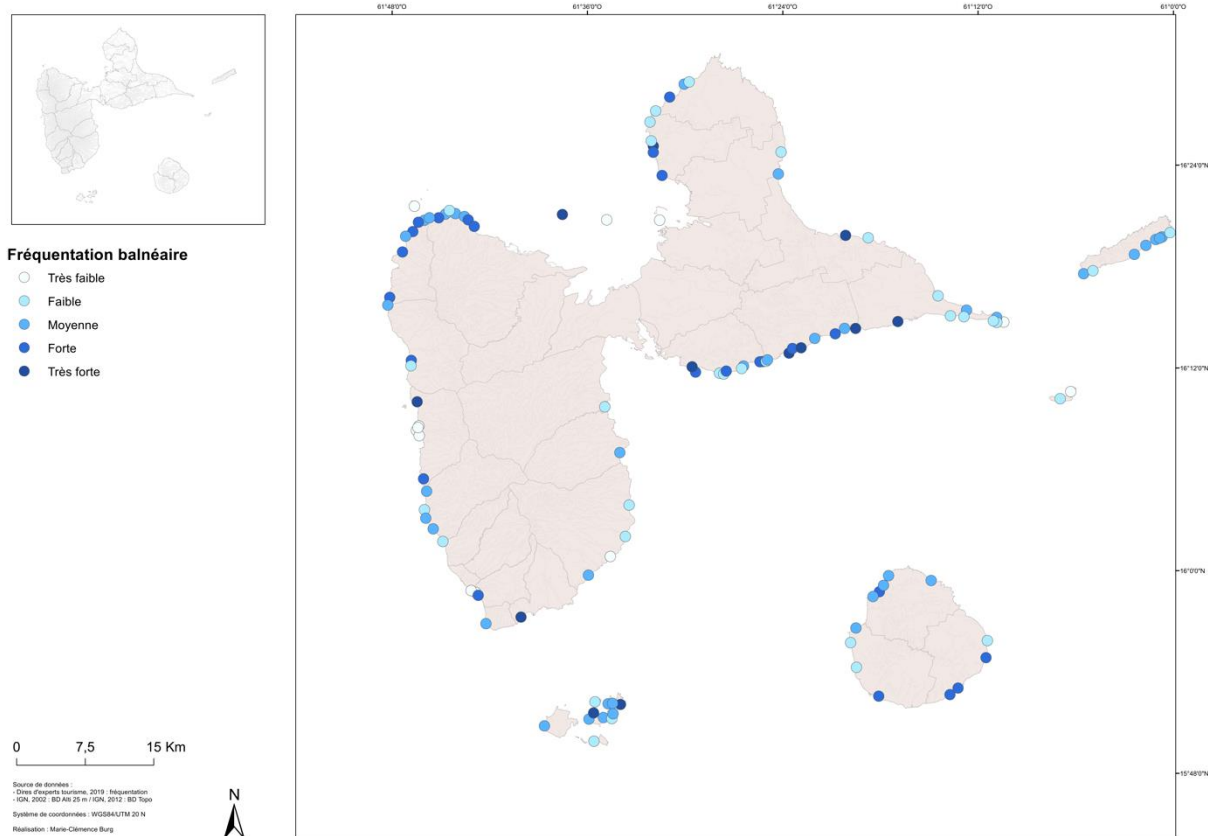 61°48'0"W
61°36'0"W
61°24'0"W
61°12'0"W
61°0'0"W
16°24'0"N
16°12'0"N
16°0'0"N
15°48'0"N
Fréquentation balnéaire
Très faible
Faible
Moyenne
Forte
Très forte
0 7,5 15 Km
Source de données :
- Dires d'experts tourisme, 2019 : fréquentation
- IGN, 2002 : BD Alti 25 m / IGN, 2012 : BD Topo
Système de coordonnées : WGS84/UTM 20 N
Réalisation : Marie-Clémence Burg
N